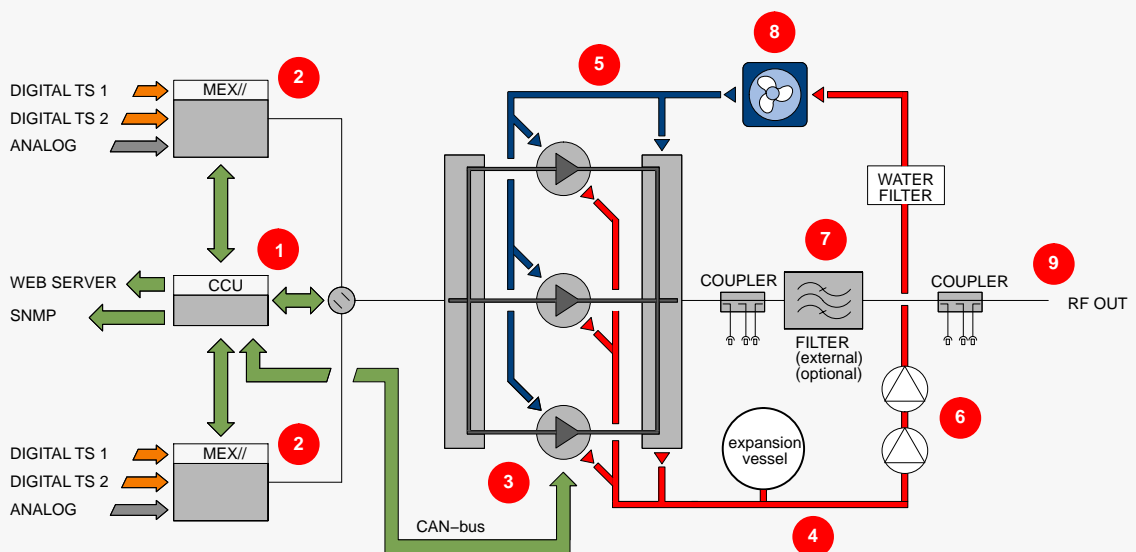 8
5
2
DIGITAL TS 1
MEX//
DIGITAL TS 2
ANALOG
WATER
FILTER
1
7
9
WEB SERVER
CCU
COUPLER
COUPLER
SNMP
RF OUT
FILTER
(external)
(optional)
6
2
DIGITAL TS 1
MEX//
expansion
vessel
DIGITAL TS 2
3
ANALOG
CAN–bus
4